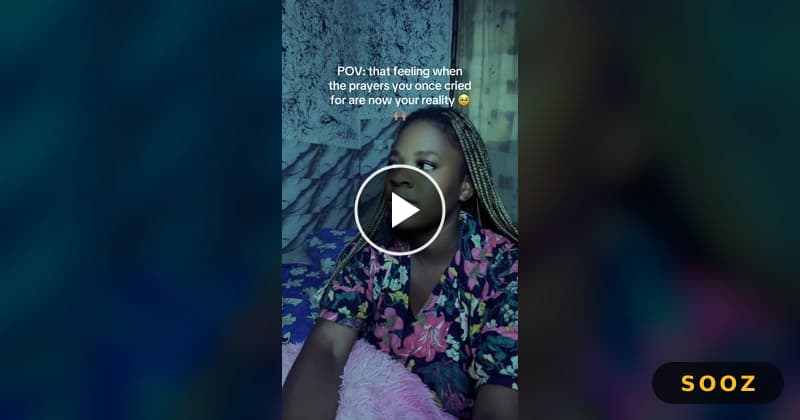 POV: that feeling when
the prayers you once cried
for are now your reality 🥹
🙌
SOOZ